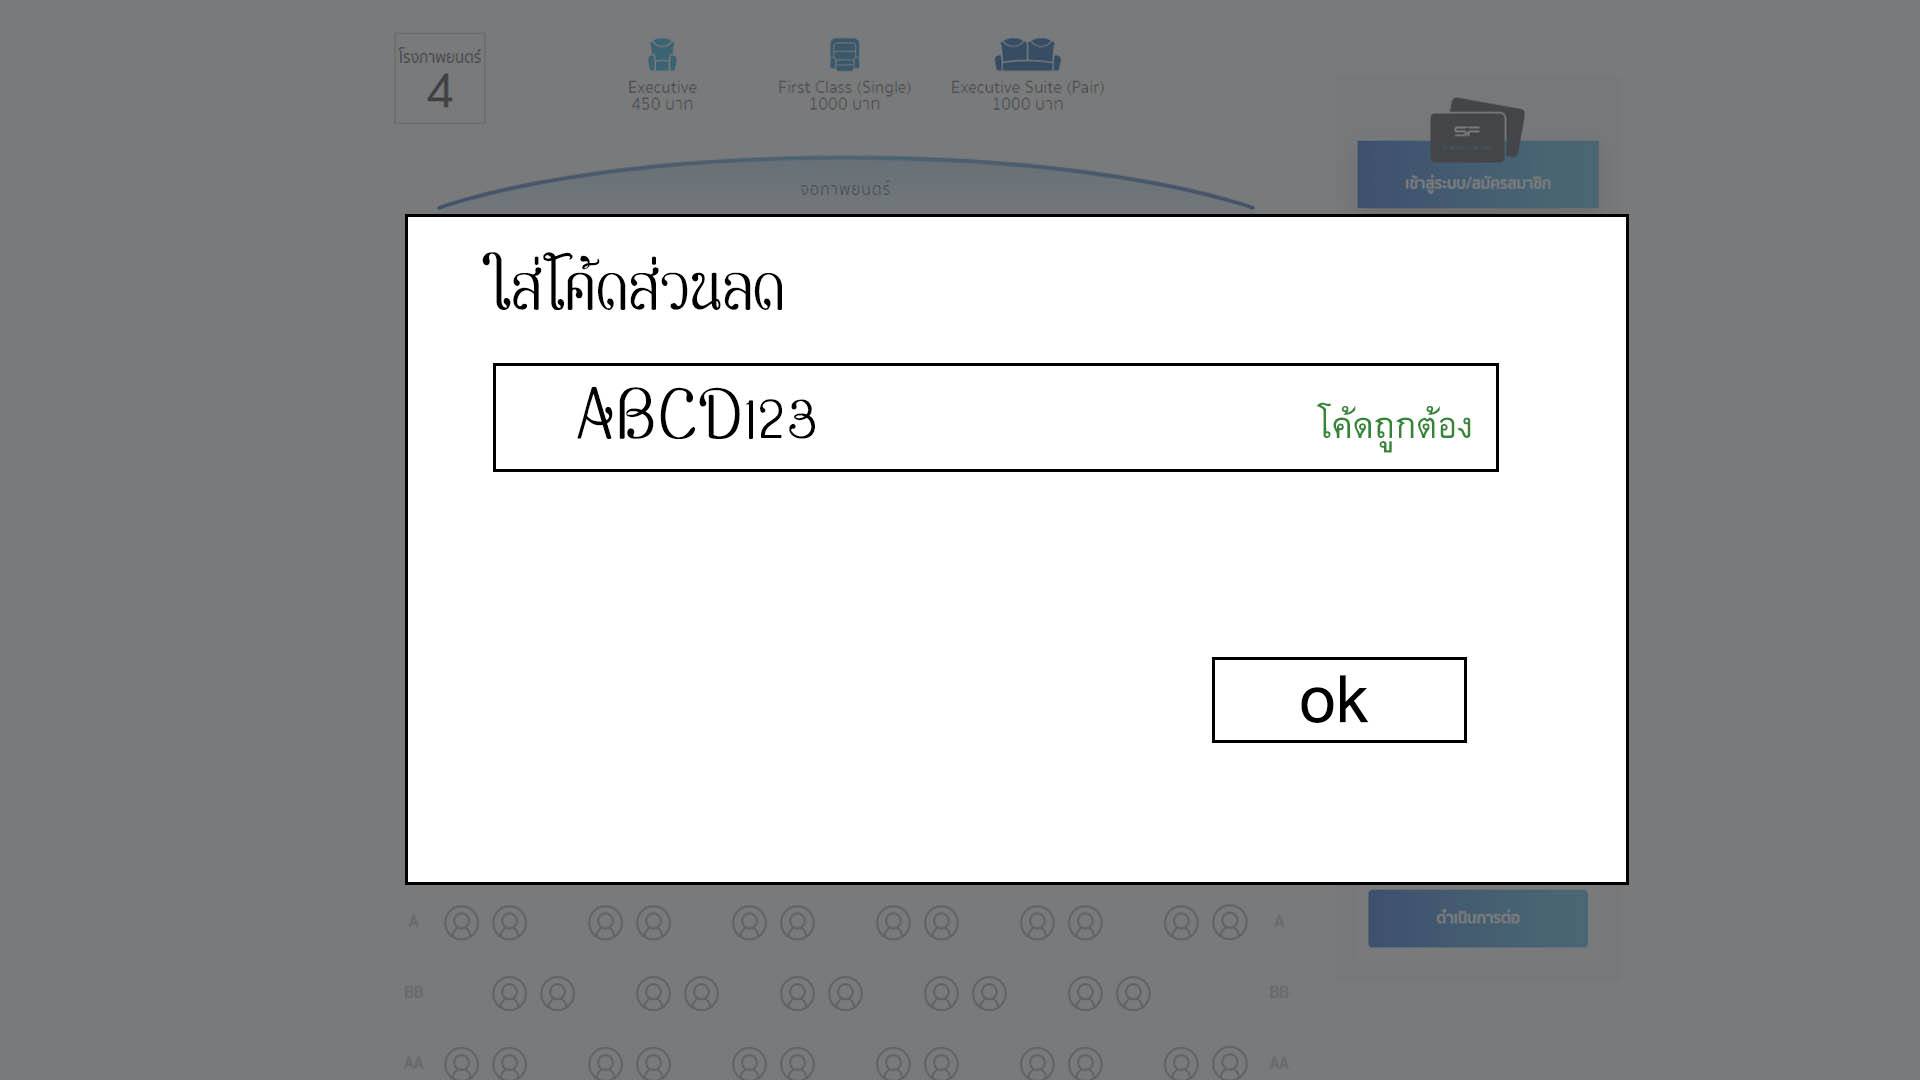 โรงภาพยนตร์
4
Executive
450 บาท
First Class (Single)
1000 บาท
Executive Suite (Pair)
1000 บาท
จอภาพยนตร์
SF
เข้าสู่ระบบ/สมัครสมาชิก
ใส่โค้ดส่วนลด
ABCD123
โค้ดถูกต้อง
ok
A
A
ดำเนินการต่อ
BB
BB
AA
AA